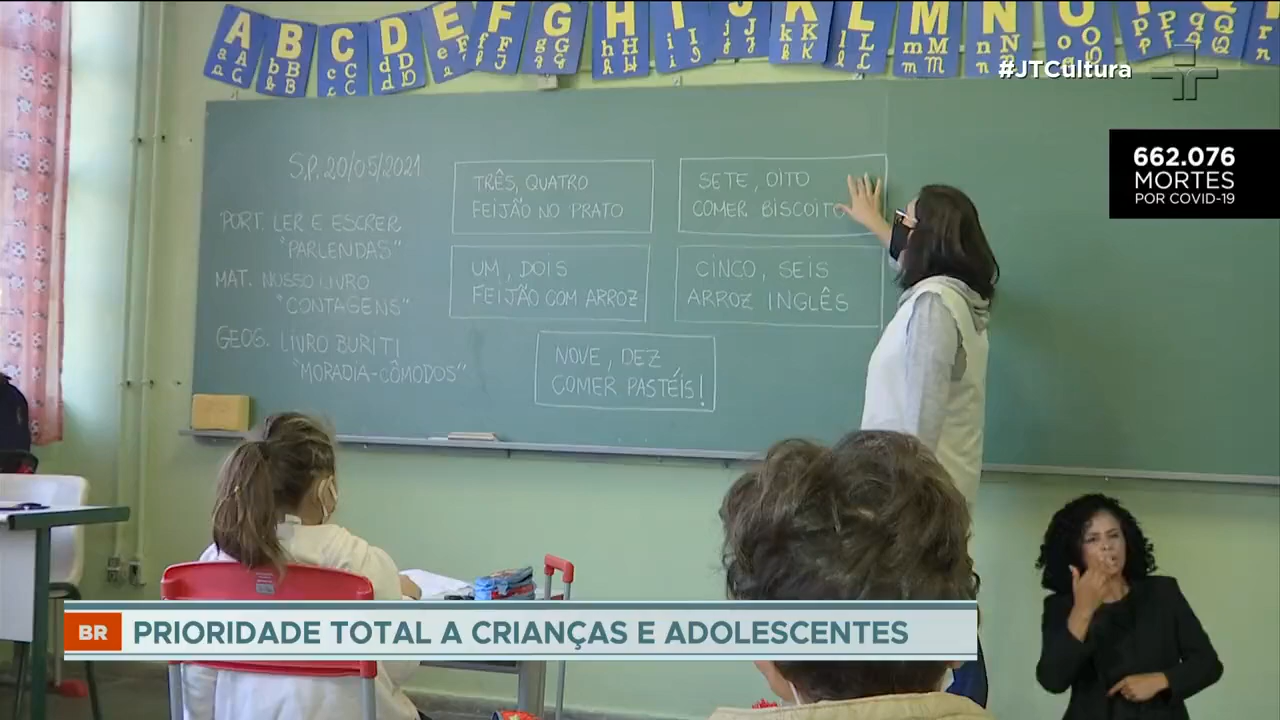 A a A A
B b B B
C c C C
D d D D
E e E
F f F F
G g G G
H h H H
I i I I
J j J J
K k K K
L l L L
M m M M
N n N N
O o O O
P p P
Q q Q Q
#JTCultura
662.076
MORTES
POR COVID-19
S.P. 20/05/2021
PORT. LER E ESCRER
"PARLENDAS"
MAT. NOSSO LIVRO
"CONTAGENS"
GEOG. LIVRO BURITI
"MORADIA-CÔMODOS"
TRÊS, QUATRO
FEIJÃO NO PRATO
SETE, OITO
COMER BISCOITO
UM, DOIS
FEIJÃO COM ARROZ
CINCO, SEIS
ARROZ INGLÊS
NOVE, DEZ
COMER PASTÉIS!
BR PRIORIDADE TOTAL A CRIANÇAS E ADOLESCENTES